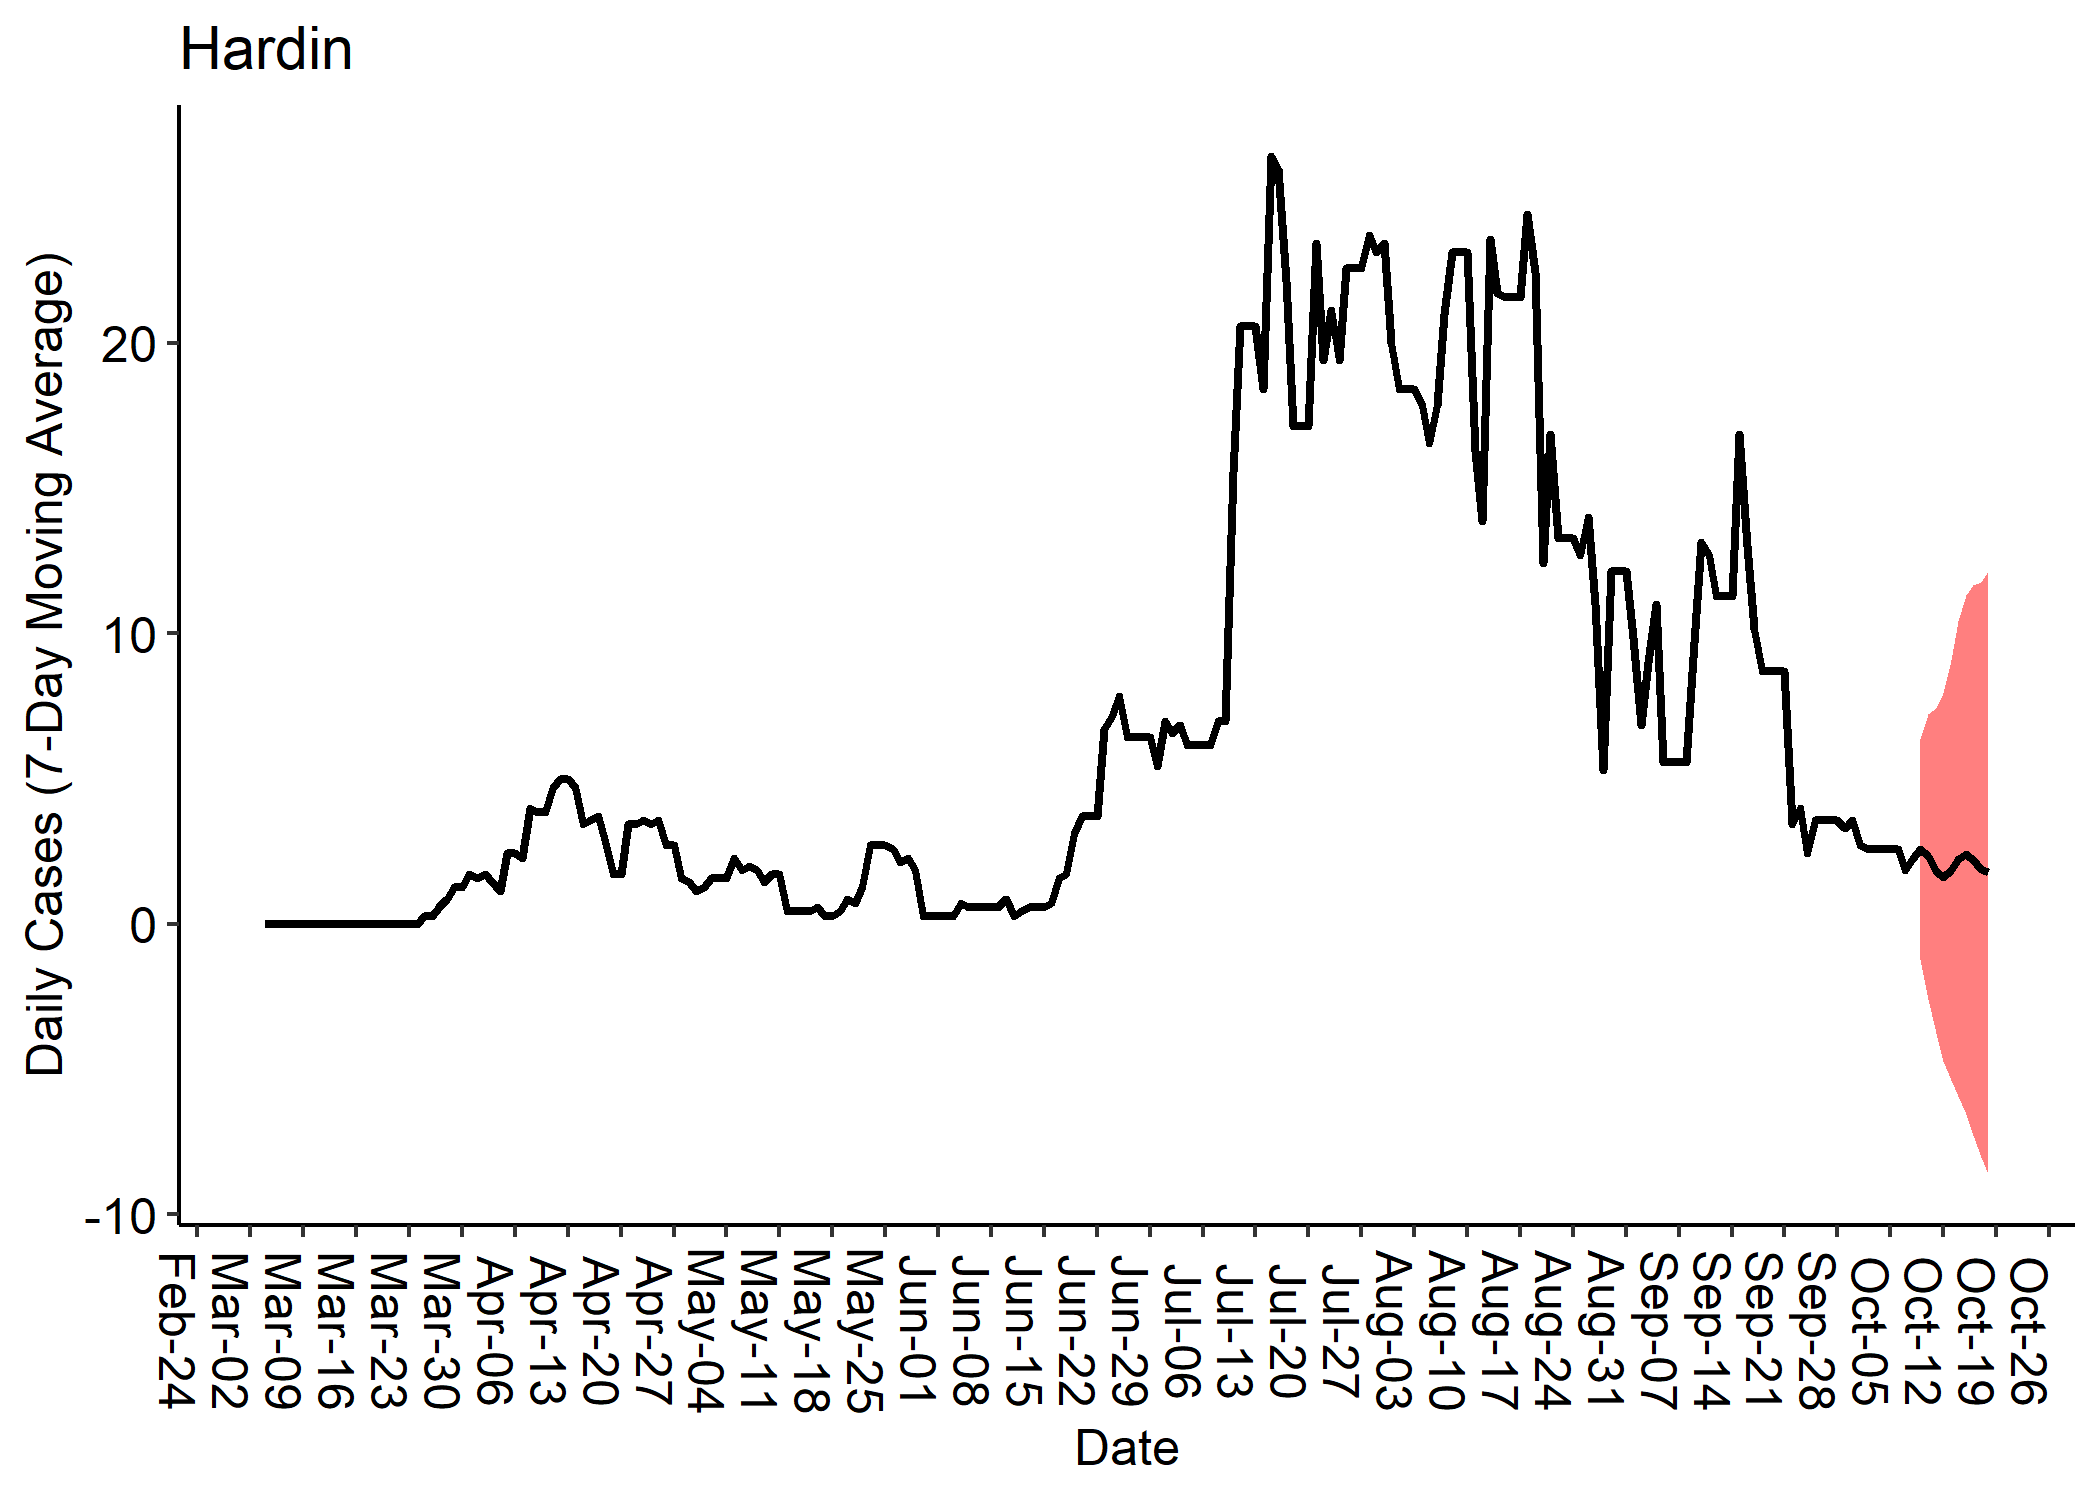 Hardin
Daily Cases (7-Day Moving Average)
20
10
0
-10
Feb-24
Mar-02
Mar-09
Mar-16
Mar-23
Mar-30
Apr-06
Apr-13
Apr-20
Apr-27
May-04
May-11
May-18
May-25
Jun-01
Jun-08
Jun-15
Jun-22
Jun-29
Jul-06
Jul-13
Jul-20
Jul-27
Aug-03
Aug-10
Aug-17
Aug-24
Aug-31
Sep-07
Sep-14
Sep-21
Sep-28
Oct-05
Oct-12
Oct-19
Oct-26
Date